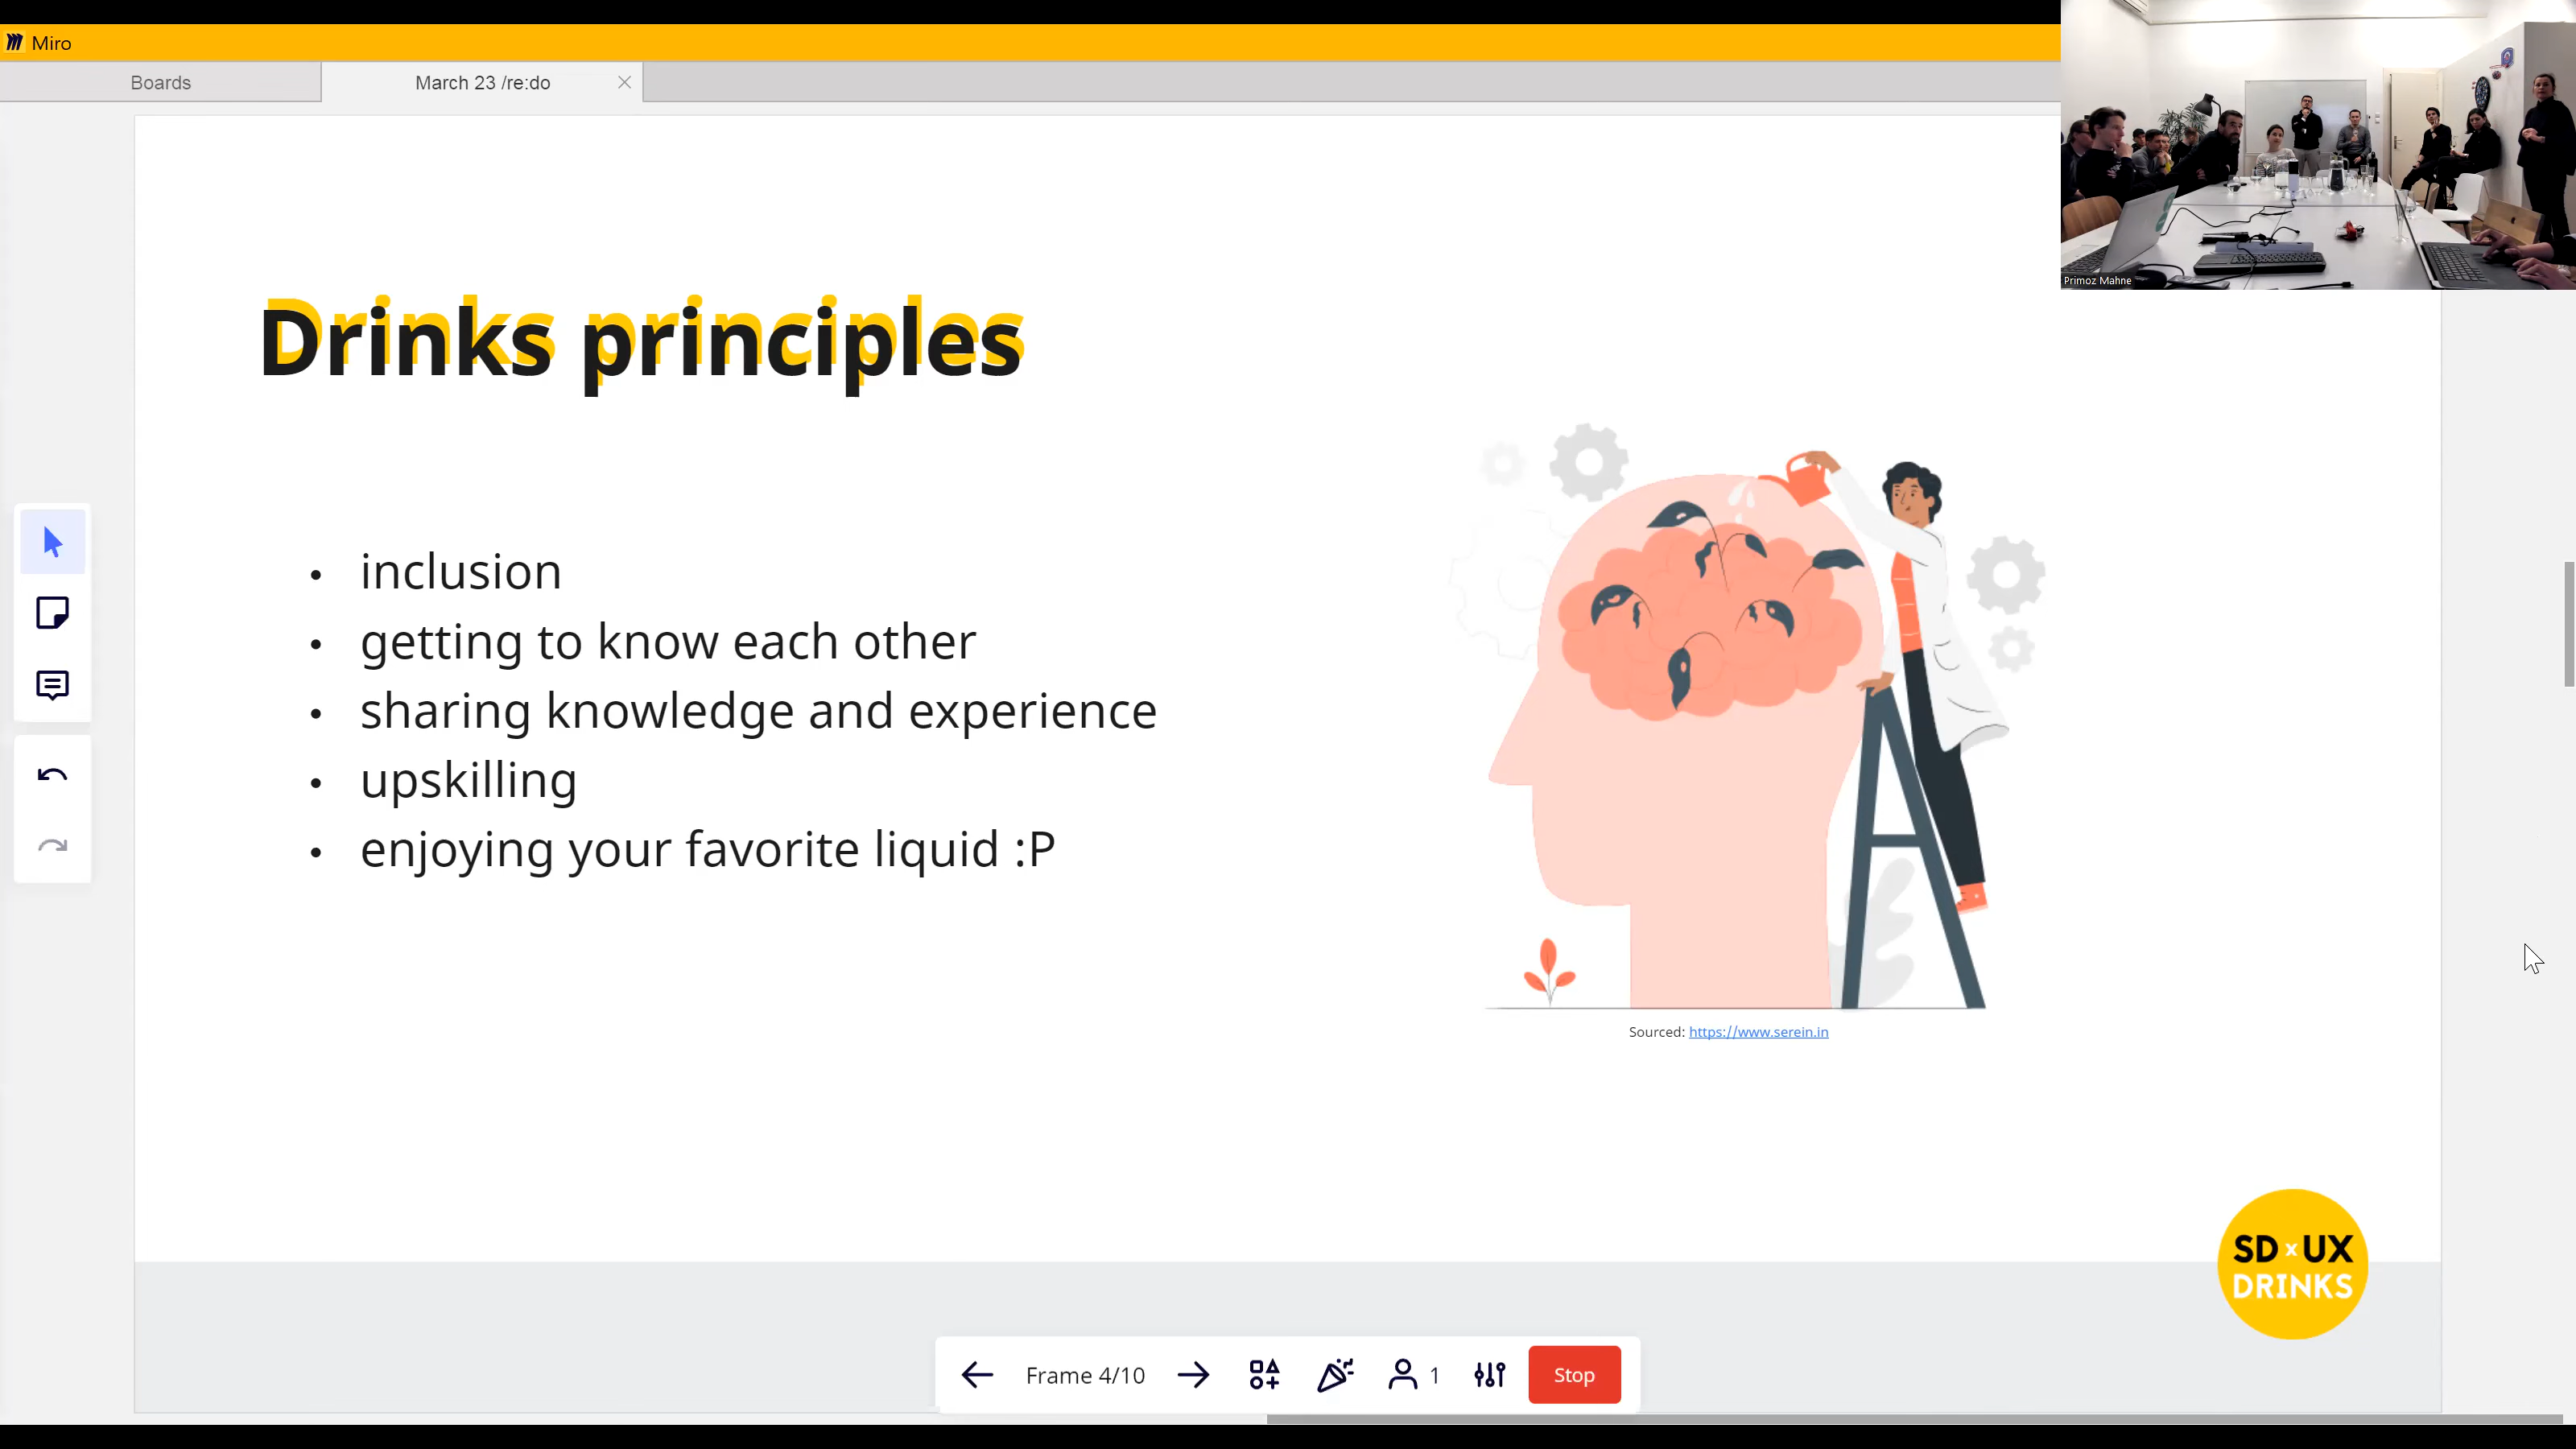 Miro
Boards
March 23 /re:do
Primoz Mahne
Drinks principles
• inclusion
• getting to know each other
• sharing knowledge and experience
• upskilling
• enjoying your favorite liquid :P
Sourced: https://www.serein.in
SD x UX
DRINKS
Frame 4/10
1
Stop